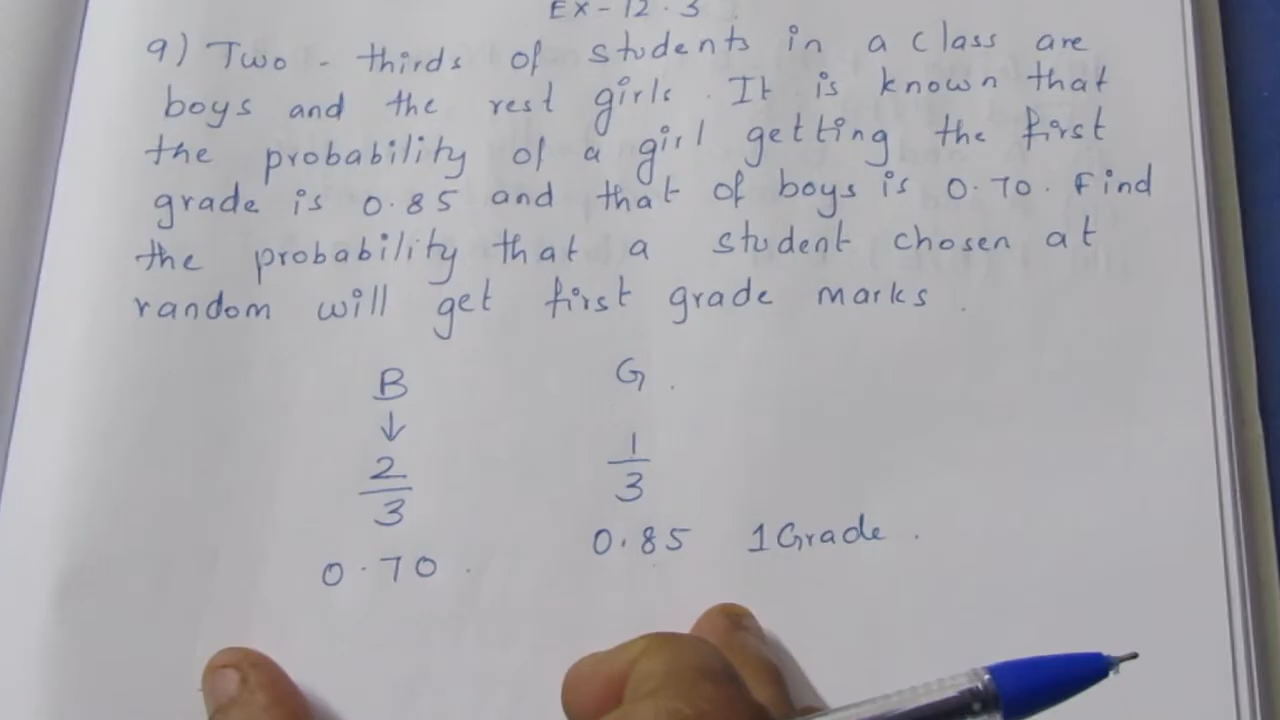 EX - 12.3
9) Two - thirds of students in a class are
boys and the rest girls. It is known that
the probability of a girl getting the first
grade is 0.85 and that of boys is 0.70. Find
the probability that a student chosen at
random will get first grade marks.
B G.
↓
2/3 1/3
0.70. 0.85 1 Grade.